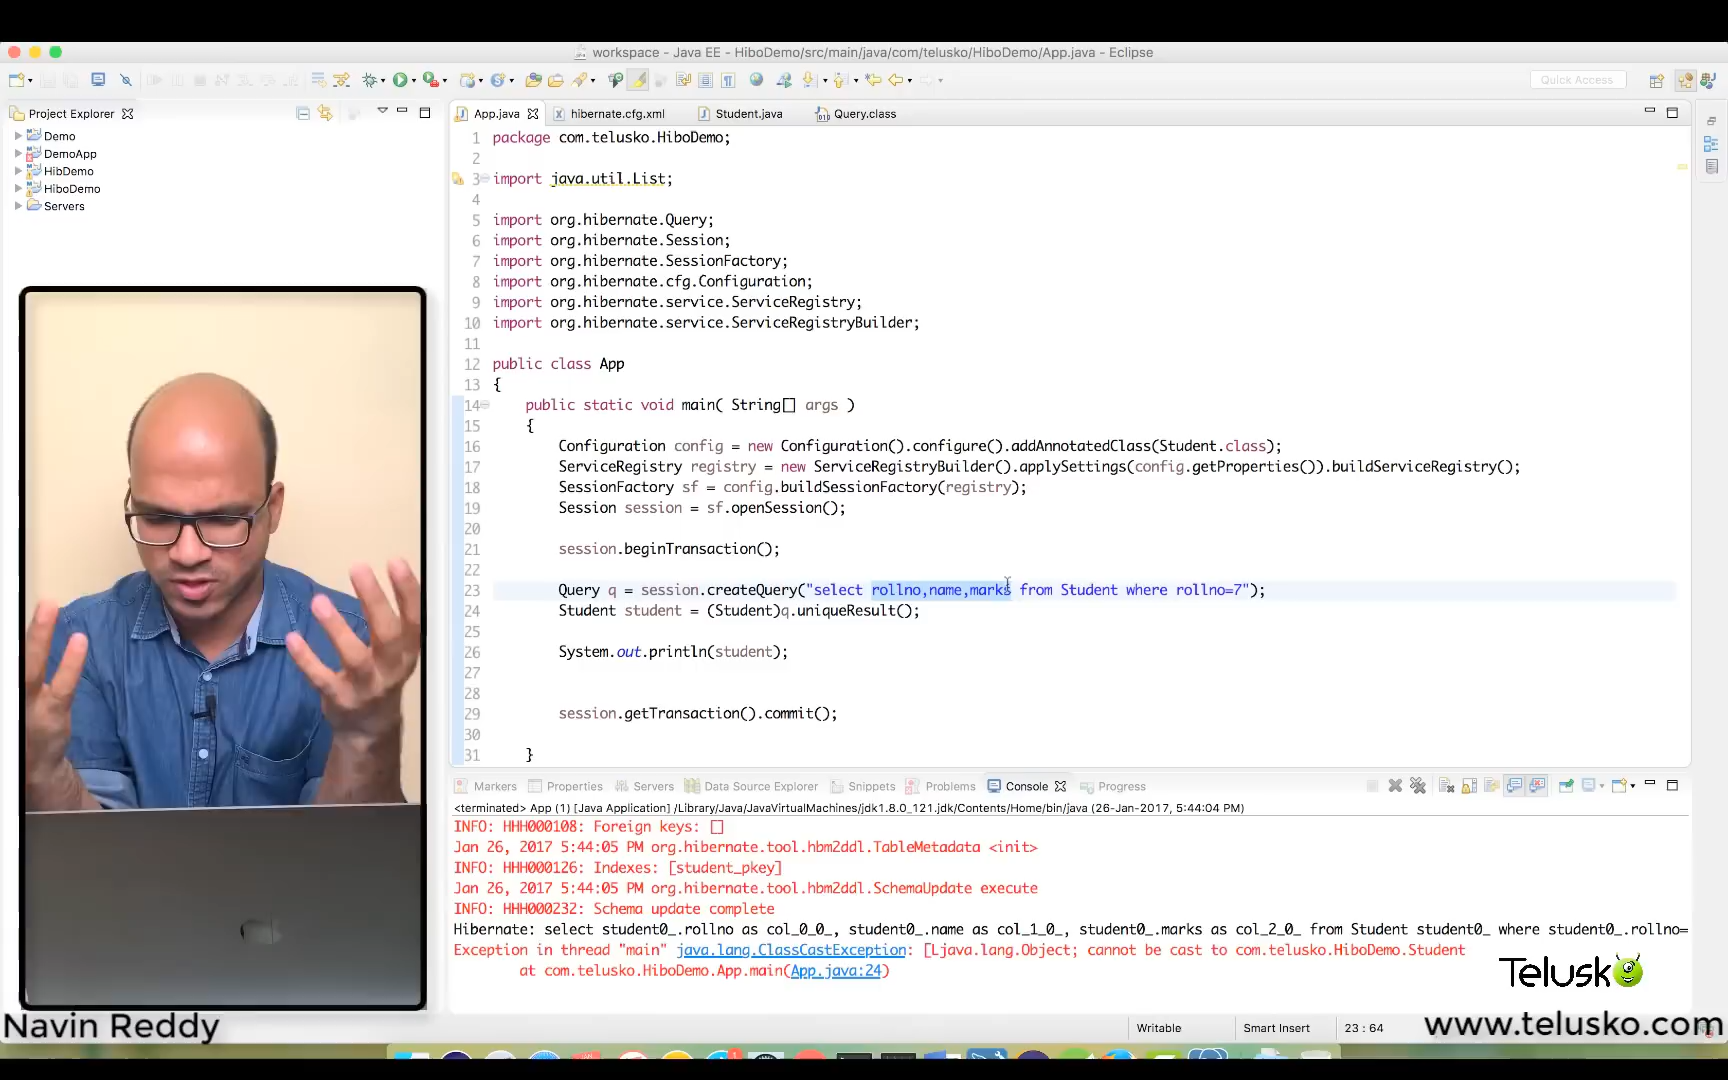 workspace - Java EE - HiboDemo/src/main/java/com/telusko/HiboDemo/App.java - Eclipse
Quick Access
Project Explorer
Demo
DemoApp
HibDemo
HiboDemo
Servers
App.java
hibernate.cfg.xml
Student.java
Query.class
1 package com.telusko.HiboDemo;
2
3 import java.util.List;
4
5 import org.hibernate.Query;
6 import org.hibernate.Session;
7 import org.hibernate.SessionFactory;
8 import org.hibernate.cfg.Configuration;
9 import org.hibernate.service.ServiceRegistry;
10 import org.hibernate.service.ServiceRegistryBuilder;
11
12 public class App
13 {
14 public static void main( String[] args )
15 {
16 Configuration config = new Configuration().configure().addAnnotatedClass(Student.class);
17 ServiceRegistry registry = new ServiceRegistryBuilder().applySettings(config.getProperties()).buildServiceRegistry();
18 SessionFactory sf = config.buildSessionFactory(registry);
19 Session session = sf.openSession();
20
21 session.beginTransaction();
22
23 Query q = session.createQuery("select rollno,name,marks from Student where rollno=7");
24 Student student = (Student)q.uniqueResult();
25
26 System.out.println(student);
27
28
29 session.getTransaction().commit();
30
31 }
Markers Properties Servers Data Source Explorer Snippets Problems Console Progress
<terminated> App (1) [Java Application] /Library/Java/JavaVirtualMachines/jdk1.8.0_121.jdk/Contents/Home/bin/java (26-Jan-2017, 5:44:04 PM)
INFO: HHH000108: Foreign keys: []
Jan 26, 2017 5:44:05 PM org.hibernate.tool.hbm2ddl.TableMetadata <init>
INFO: HHH000126: Indexes: [student_pkey]
Jan 26, 2017 5:44:05 PM org.hibernate.tool.hbm2ddl.SchemaUpdate execute
INFO: HHH000232: Schema update complete
Hibernate: select student0_.rollno as col_0_0_, student0_.name as col_1_0_, student0_.marks as col_2_0_ from Student student0_ where student0_.rollno=
Exception in thread "main" java.lang.ClassCastException: [Ljava.lang.Object; cannot be cast to com.telusko.HiboDemo.Student
at com.telusko.HiboDemo.App.main(App.java:24)
Telusko
Navin Reddy
Writable
Smart Insert
23 : 64
www.telusko.com